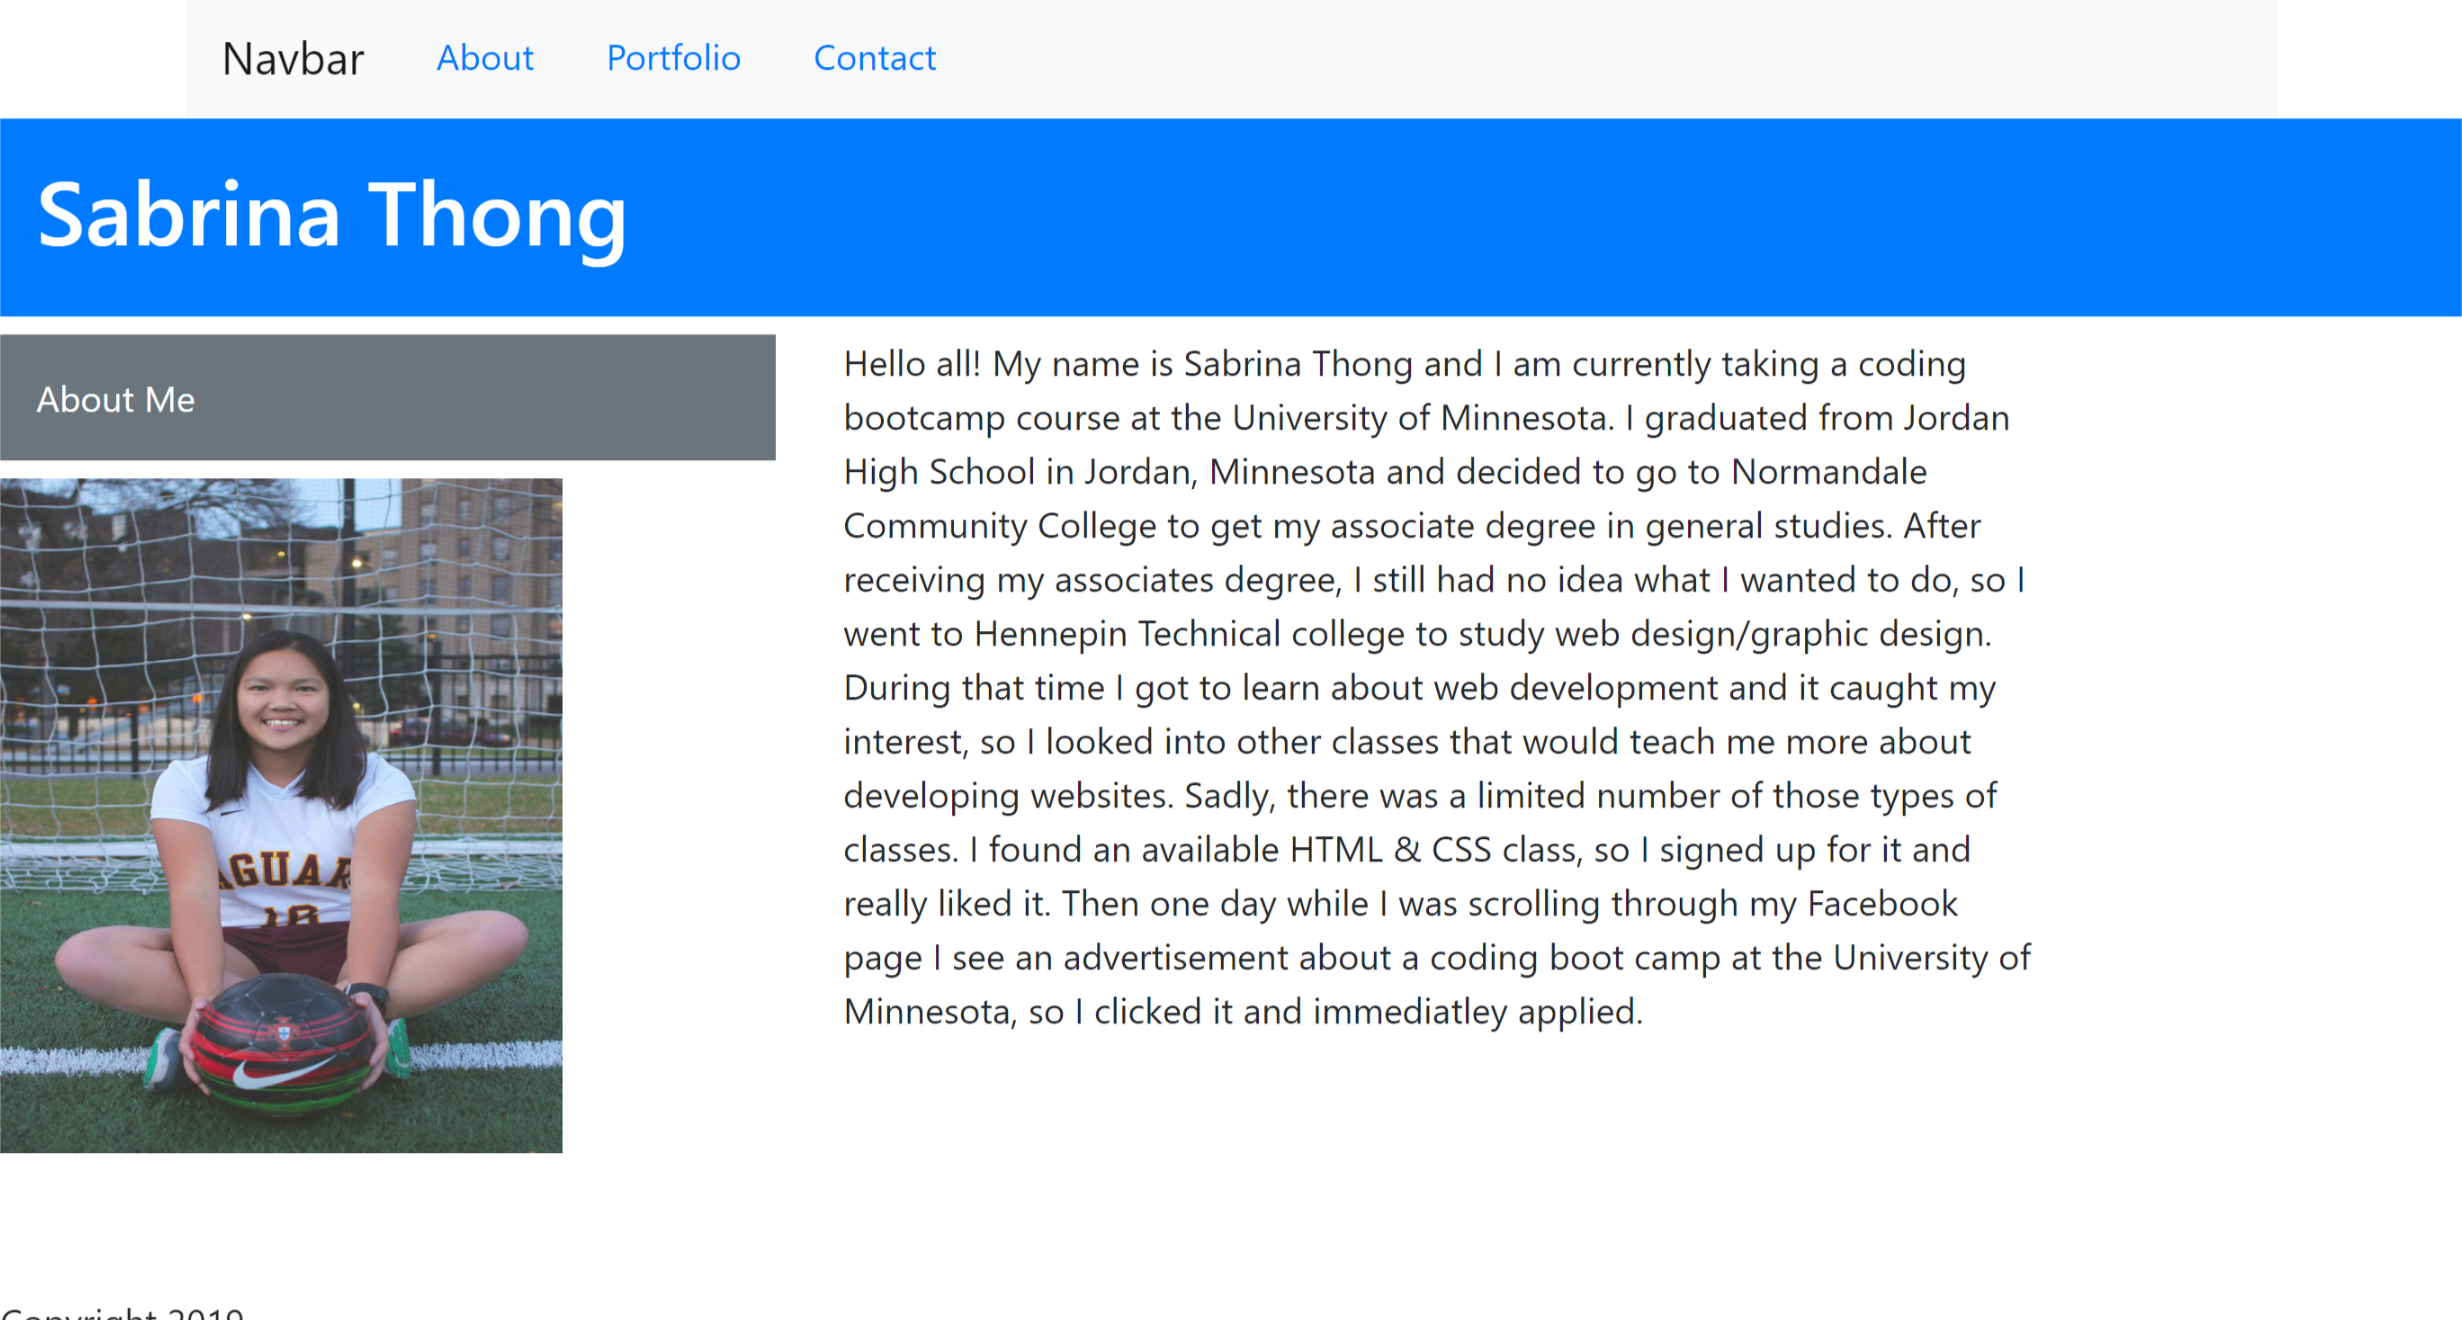 Navbar About Portfolio Contact
Sabrina Thong
About Me
Hello all! My name is Sabrina Thong and I am currently taking a coding
bootcamp course at the University of Minnesota. I graduated from Jordan
High School in Jordan, Minnesota and decided to go to Normandale
Community College to get my associate degree in general studies. After
receiving my associates degree, I still had no idea what I wanted to do, so I
went to Hennepin Technical college to study web design/graphic design.
During that time I got to learn about web development and it caught my
interest, so I looked into other classes that would teach me more about
developing websites. Sadly, there was a limited number of those types of
classes. I found an available HTML & CSS class, so I signed up for it and
really liked it. Then one day while I was scrolling through my Facebook
page I see an advertisement about a coding boot camp at the University of
Minnesota, so I clicked it and immediatley applied.
AGUAR
10
Copyright 2019